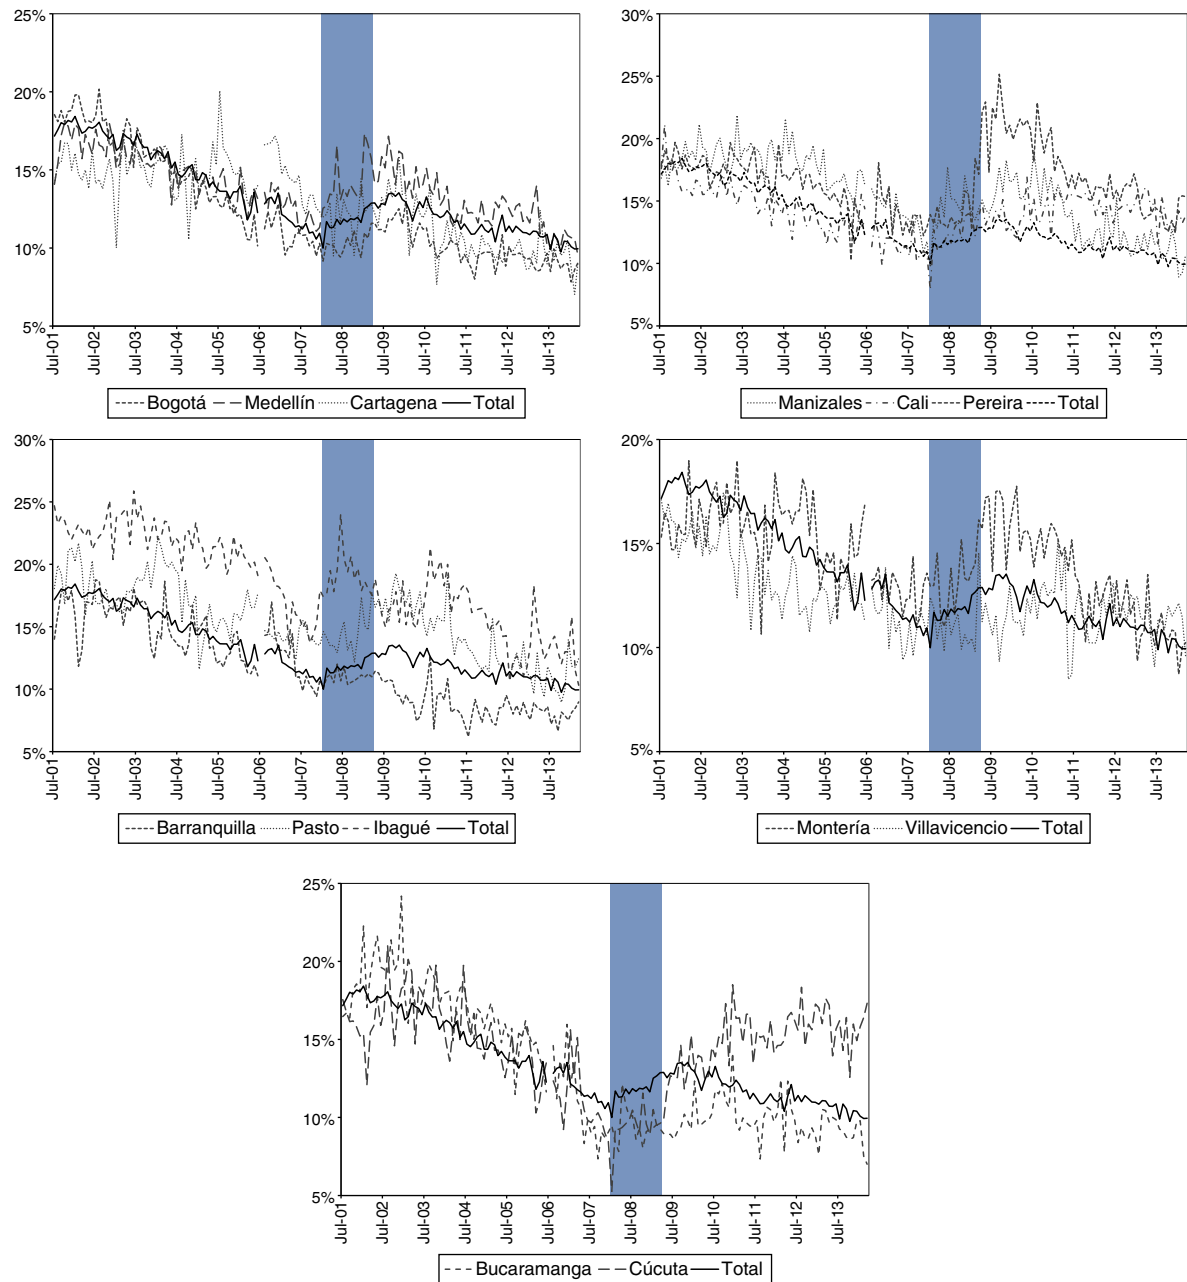 25%
20%
15%
10%
5%
Jul-01
Jul-02
Jul-03
Jul-04
Jul-05
Jul-06
Jul-07
Jul-08
Jul-09
Jul-10
Jul-11
Jul-12
Jul-13
Bogotá Medellín Cartagena Total
30%
25%
20%
15%
10%
5%
Jul-01
Jul-02
Jul-03
Jul-04
Jul-05
Jul-06
Jul-07
Jul-08
Jul-09
Jul-10
Jul-11
Jul-12
Jul-13
Manizales Cali Pereira Total
30%
25%
20%
15%
10%
5%
Jul-01
Jul-02
Jul-03
Jul-04
Jul-05
Jul-06
Jul-07
Jul-08
Jul-09
Jul-10
Jul-11
Jul-12
Jul-13
Barranquilla Pasto Ibagué Total
20%
15%
10%
5%
Jul-01
Jul-02
Jul-03
Jul-04
Jul-05
Jul-06
Jul-07
Jul-08
Jul-09
Jul-10
Jul-11
Jul-12
Jul-13
Montería Villavicencio Total
25%
20%
15%
10%
5%
Jul-01
Jul-02
Jul-03
Jul-04
Jul-05
Jul-06
Jul-07
Jul-08
Jul-09
Jul-10
Jul-11
Jul-12
Jul-13
Bucaramanga Cúcuta Total